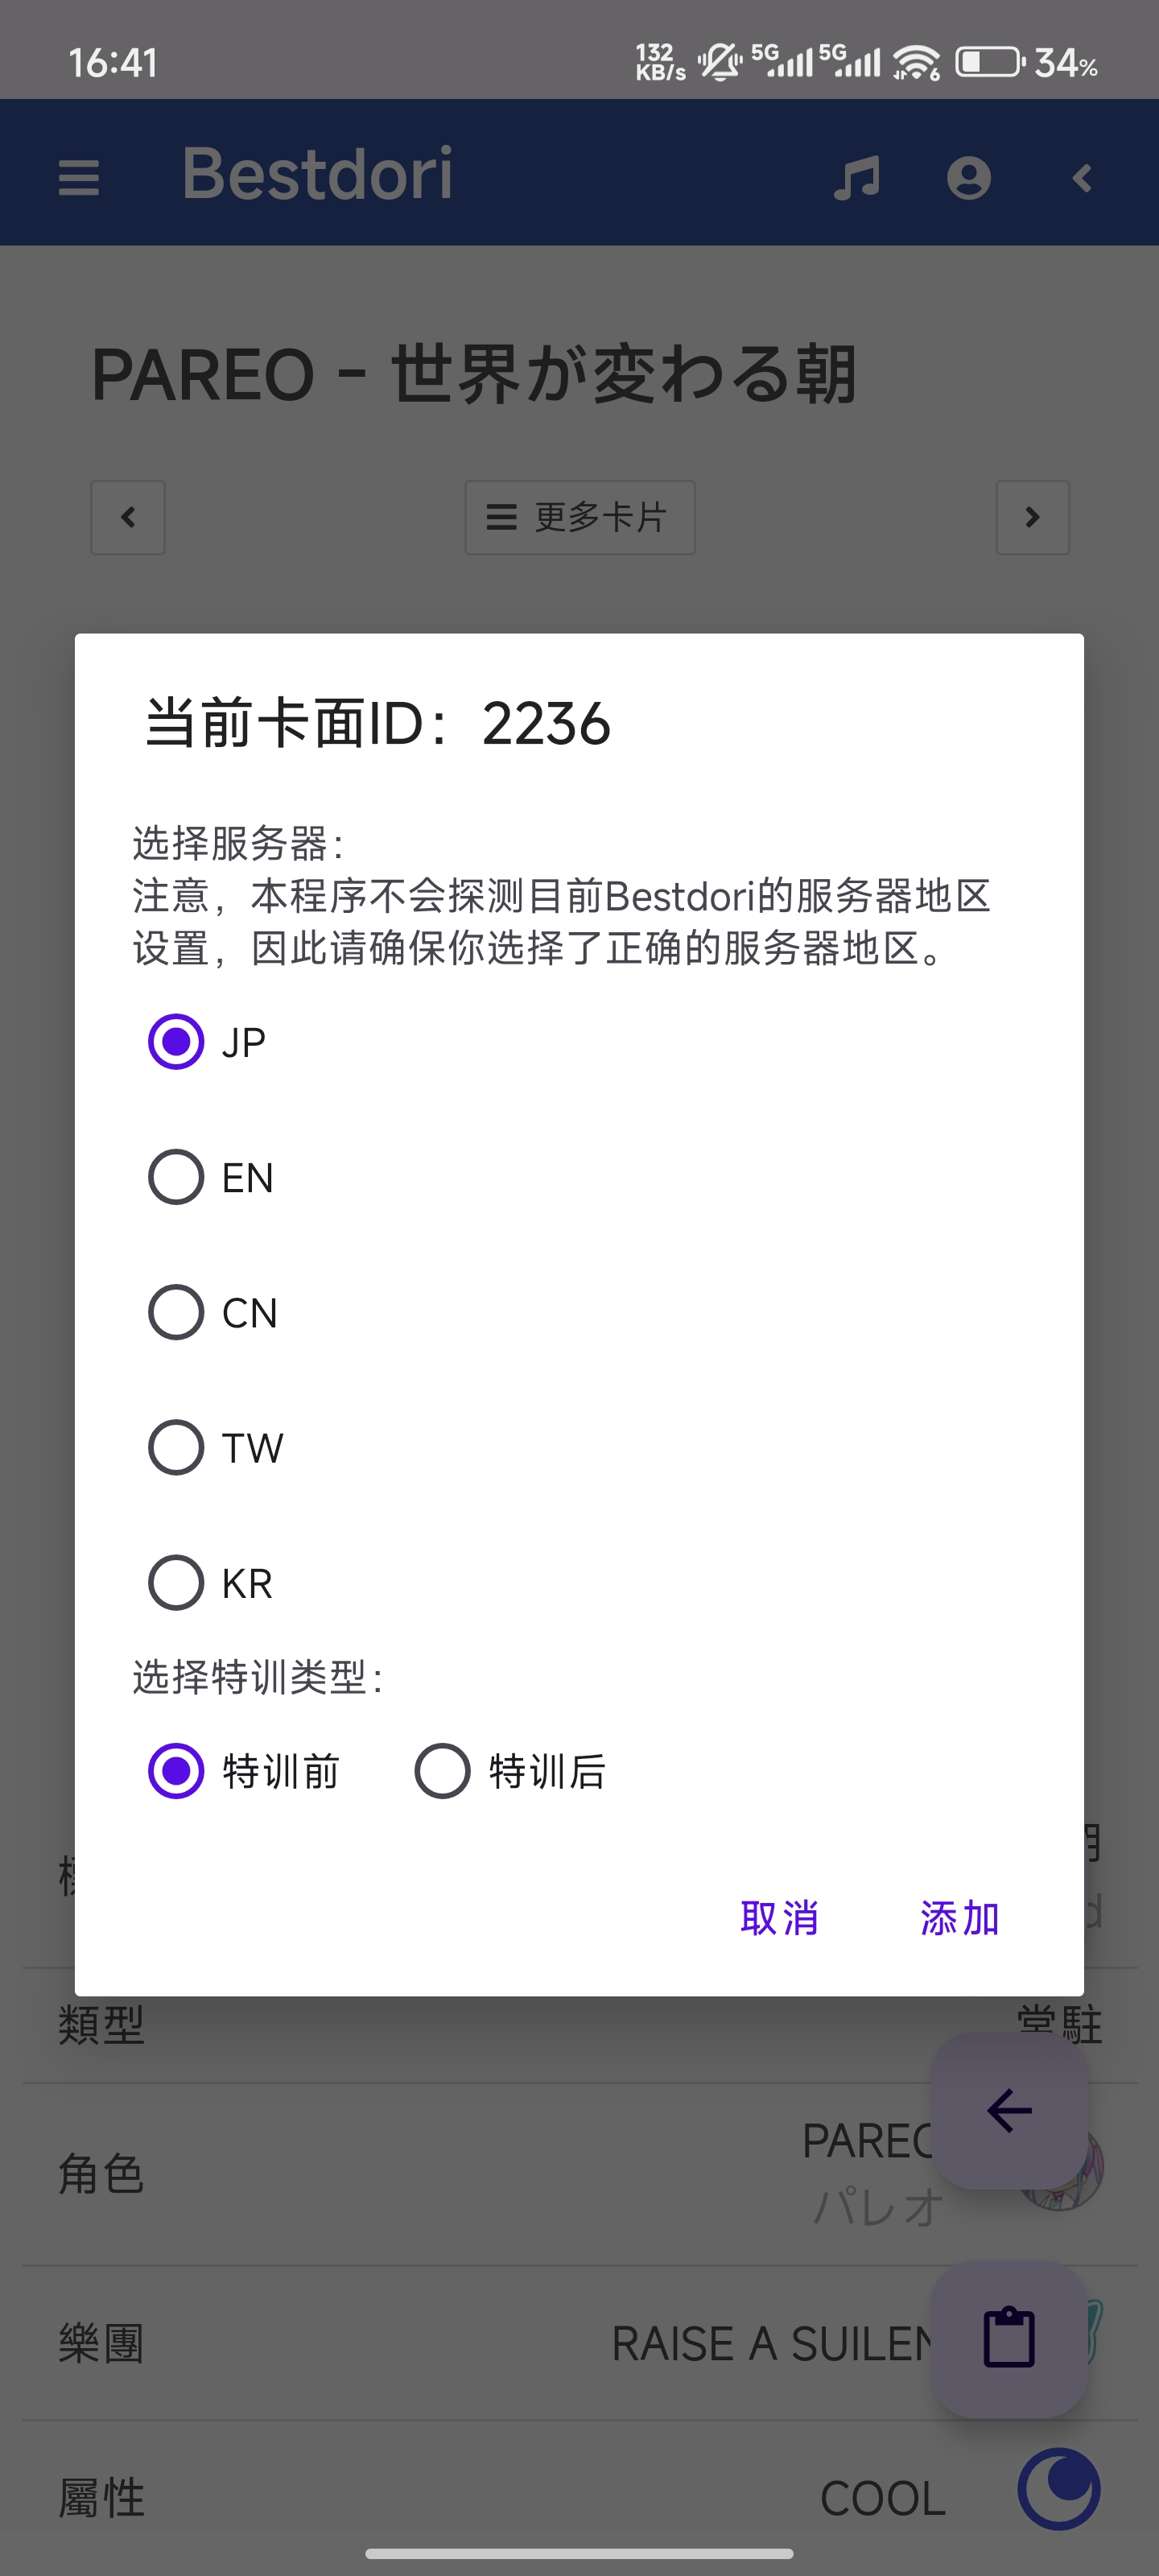 16:41
132 KB/s 5G 5G 6 34%
Bestdori
PAREO - 世界が変わる朝
更多卡片
当前卡面ID：2236
选择服务器：
注意，本程序不会探测目前Bestdori的服务器地区
设置，因此请确保你选择了正确的服务器地区。
JP
EN
CN
TW
KR
选择特训类型：
特训前 特训后
取消 添加
類型 常駐
角色 PAREO
パレオ
樂團 RAISE A SUILEN
屬性 COOL